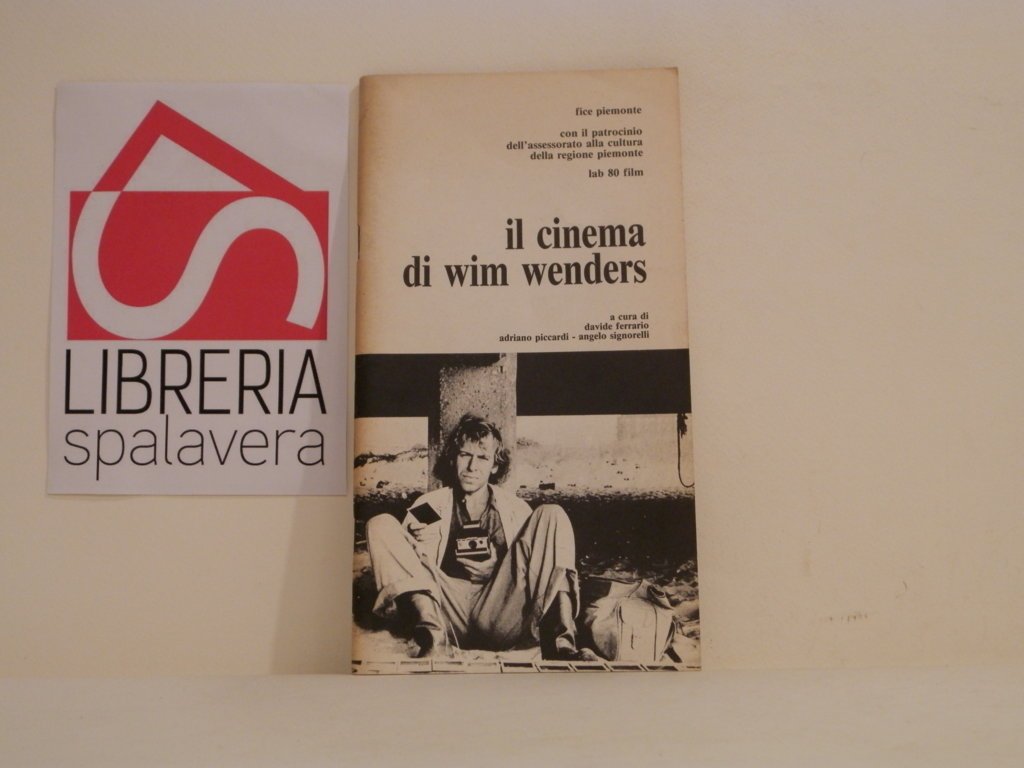 LIBRERIA
spalavera
fice piemonte
con il patrocinio
dell'assessorato alla cultura
della regione piemonte
lab 80 film
il cinema
di wim wenders
a cura di
davide ferrario
adriano piccardi - angelo signorelli